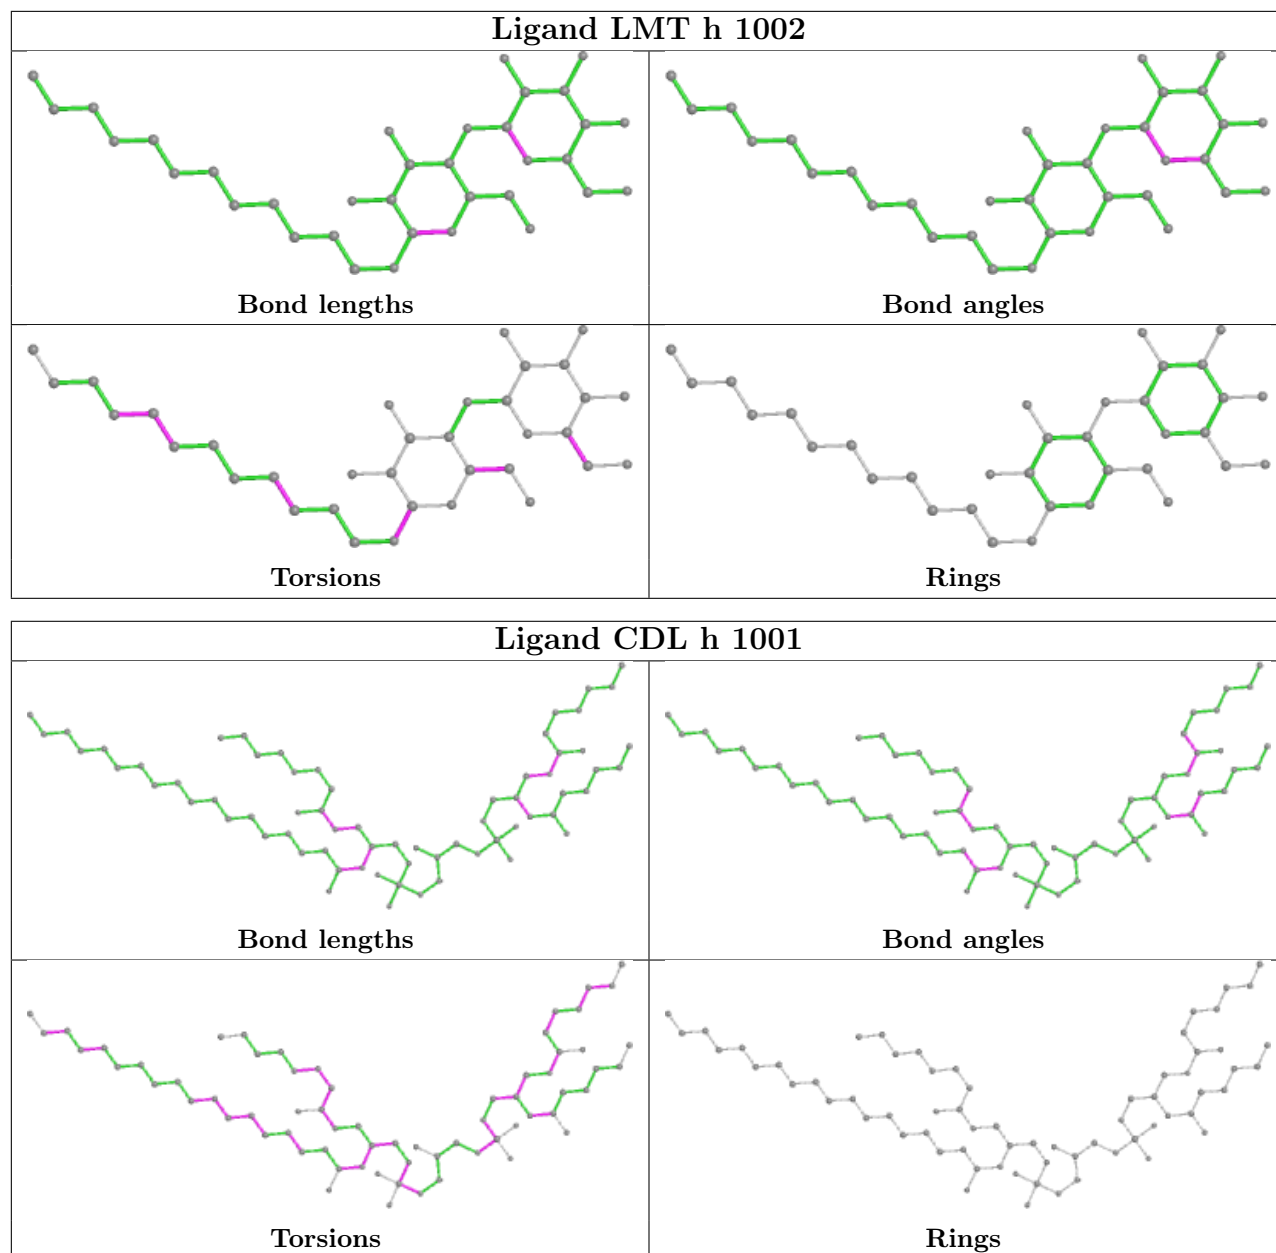 Ligand LMT h 1002
Bond lengths
Bond angles
Torsions
Rings
Ligand CDL h 1001
Bond lengths
Bond angles
Torsions
Rings